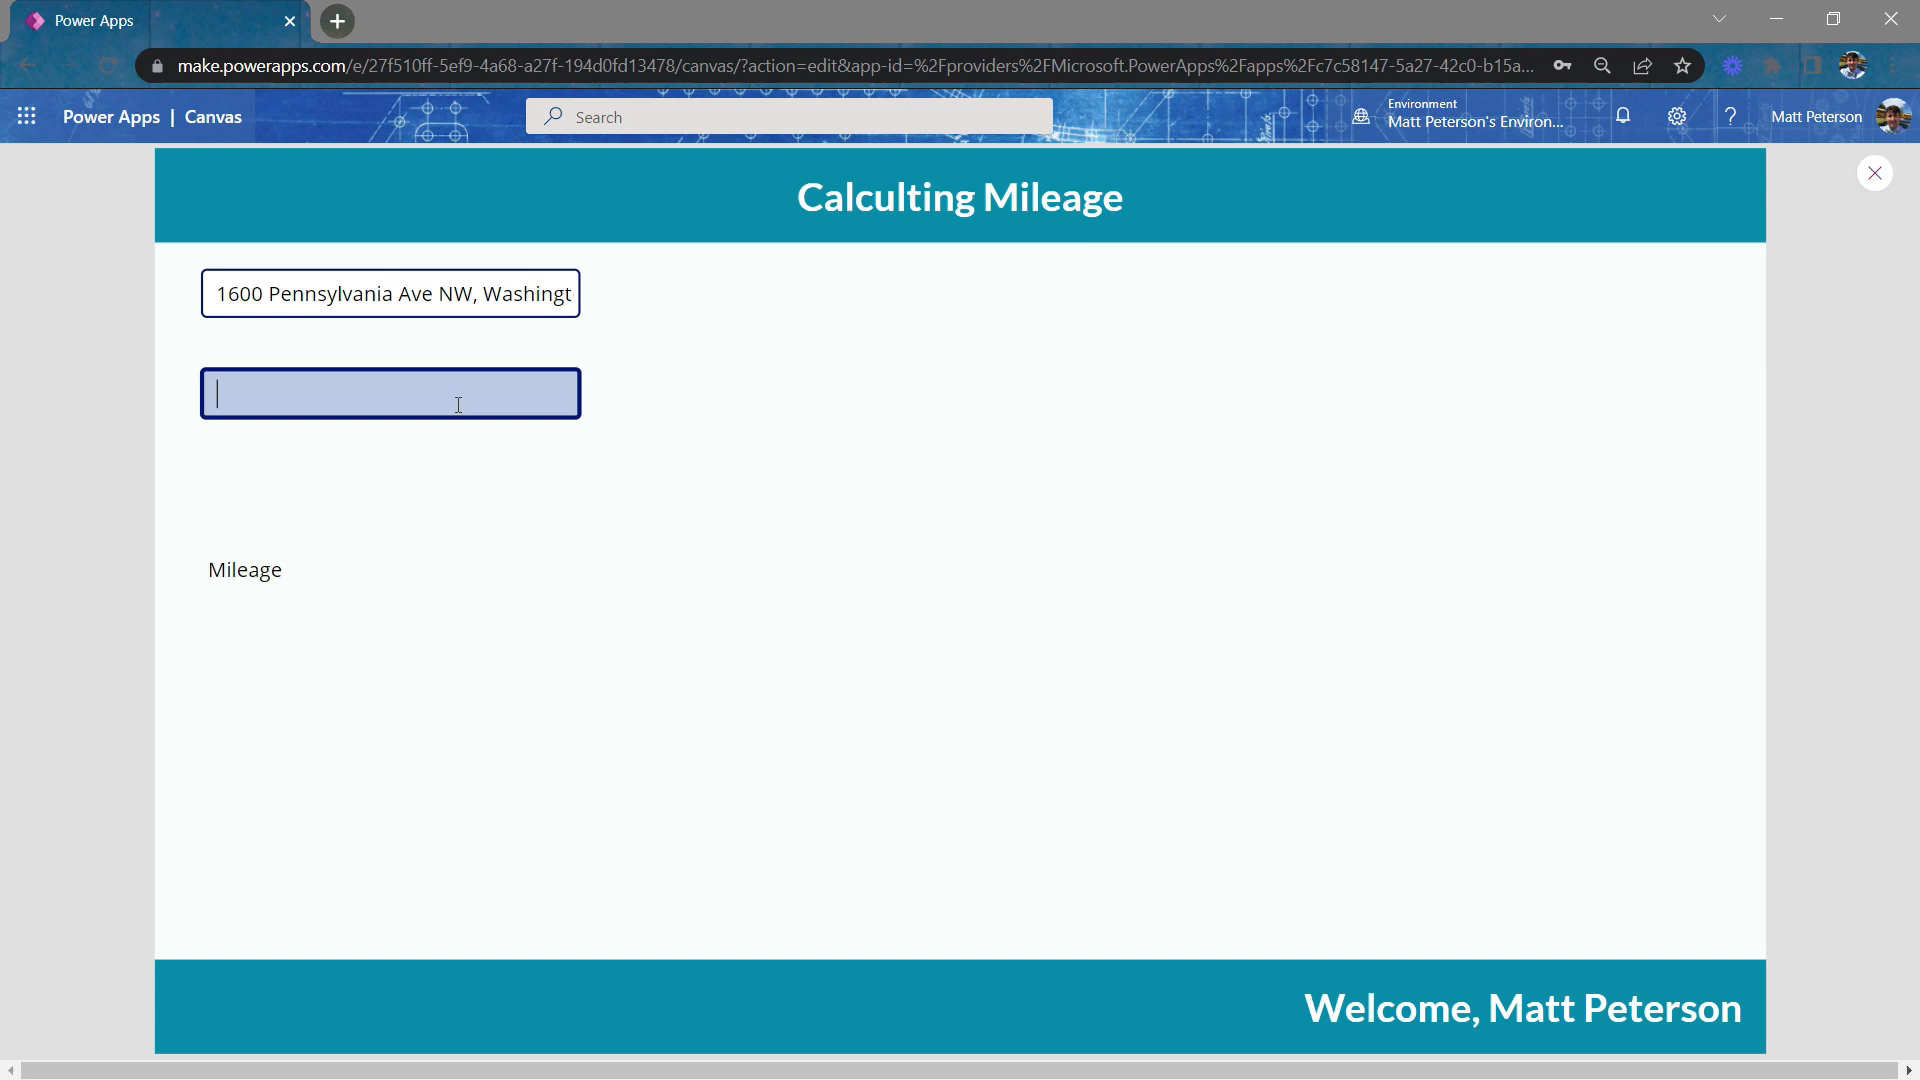 Power Apps
make.powerapps.com/e/27f510ff-5ef9-4a68-a27f-194d0fd13478/canvas/?action=edit&app-id=%2Fproviders%2FMicrosoft.PowerApps%2Fapps%2Fc7c58147-5a27-42c0-b15a...
Power Apps | Canvas
Search
Environment
Matt Peterson's Environ...
?
Matt Peterson
Calculting Mileage
1600 Pennsylvania Ave NW, Washingt
Mileage
Welcome, Matt Peterson